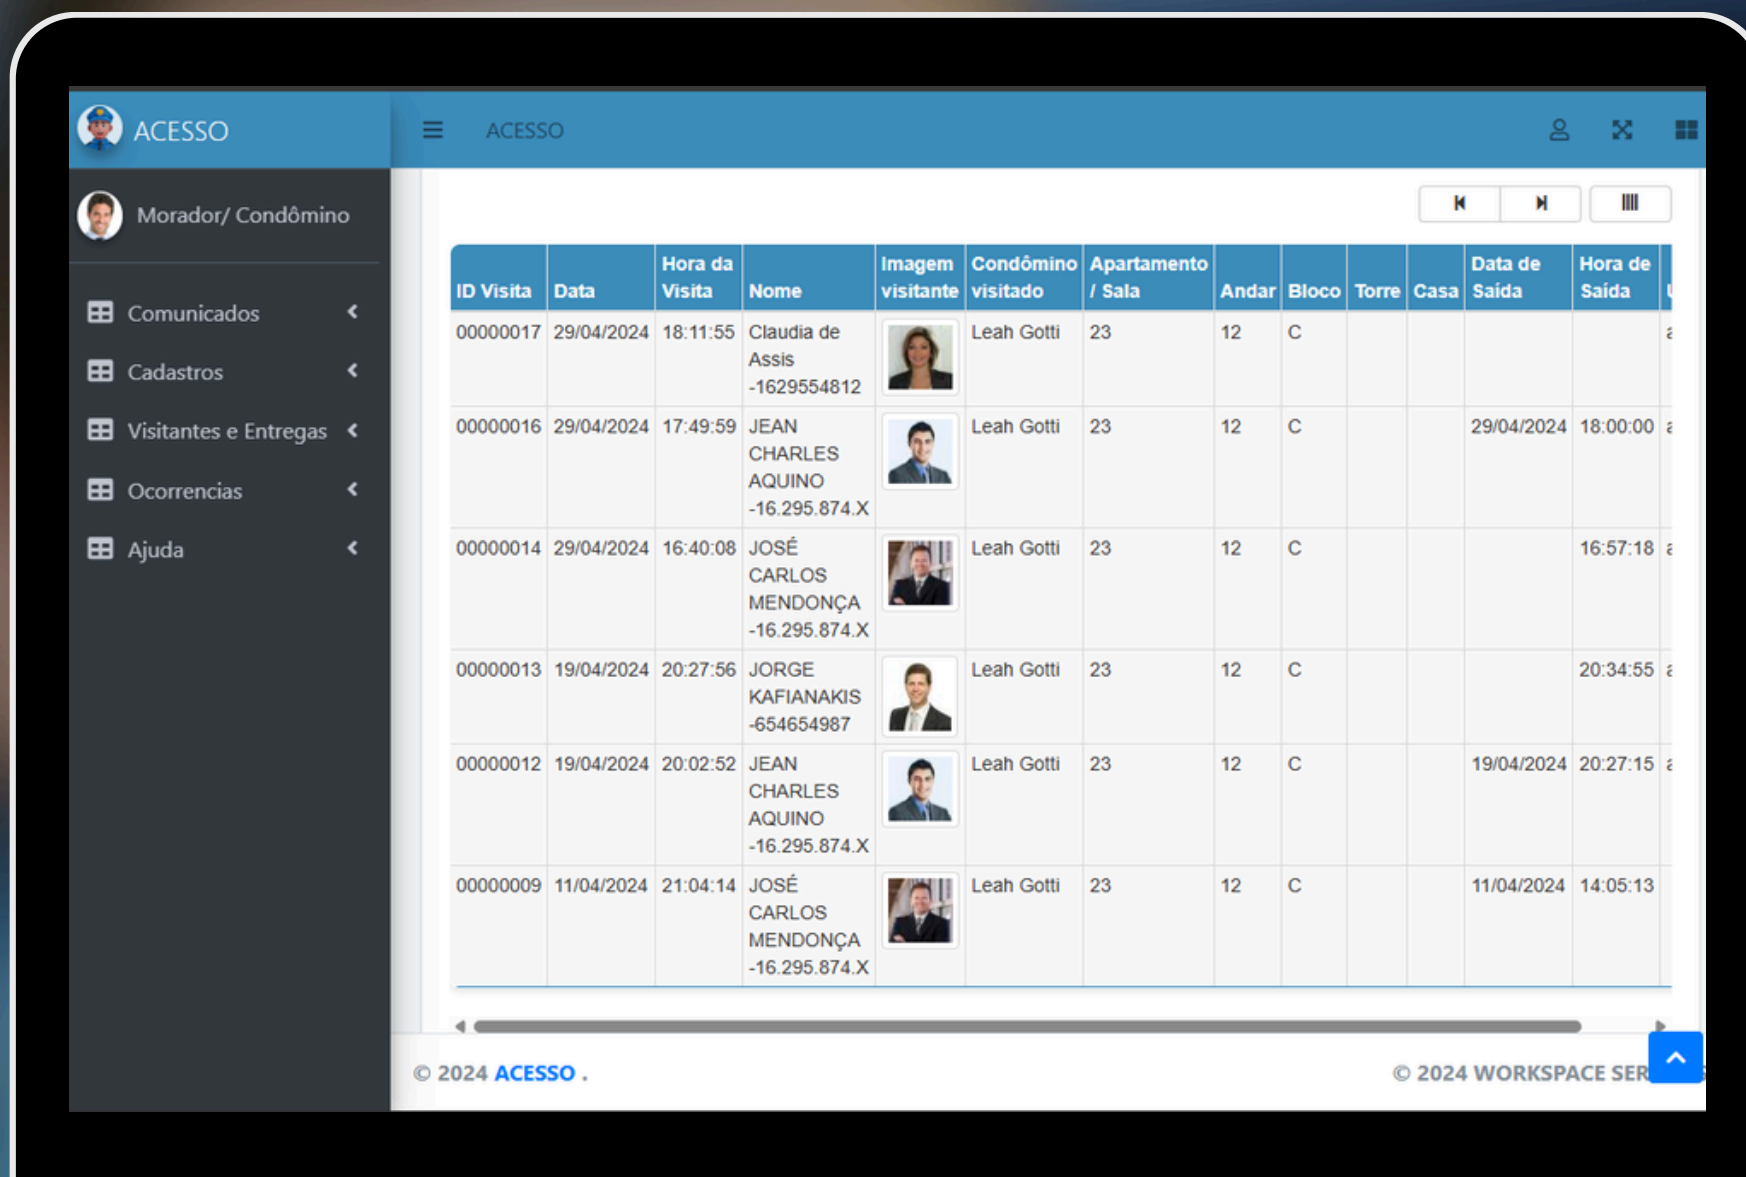 ACESSO
ACESSO
Morador/ Condômino
Comunicados
Cadastros
Visitantes e Entregas
Ocorrencias
Ajuda
ID Visita Data Hora da Visita Nome Imagem visitante Condômino visitado Apartamento / Sala Andar Bloco Torre Casa Data de Saída Hora de Saída
00000017 29/04/2024 18:11:55 Claudia de Assis -1629554812 Leah Gotti 23 12 C
00000016 29/04/2024 17:49:59 JEAN CHARLES AQUINO -16.295.874.X Leah Gotti 23 12 C 29/04/2024 18:00:00
00000014 29/04/2024 16:40:08 JOSÉ CARLOS MENDONÇA -16.295.874.X Leah Gotti 23 12 C 16:57:18
00000013 19/04/2024 20:27:56 JORGE KAFIANAKIS -654654987 Leah Gotti 23 12 C 20:34:55
00000012 19/04/2024 20:02:52 JEAN CHARLES AQUINO -16.295.874.X Leah Gotti 23 12 C 19/04/2024 20:27:15
00000009 11/04/2024 21:04:14 JOSÉ CARLOS MENDONÇA -16.295.874.X Leah Gotti 23 12 C 11/04/2024 14:05:13
© 2024 ACESSO .
© 2024 WORKSPACE SER